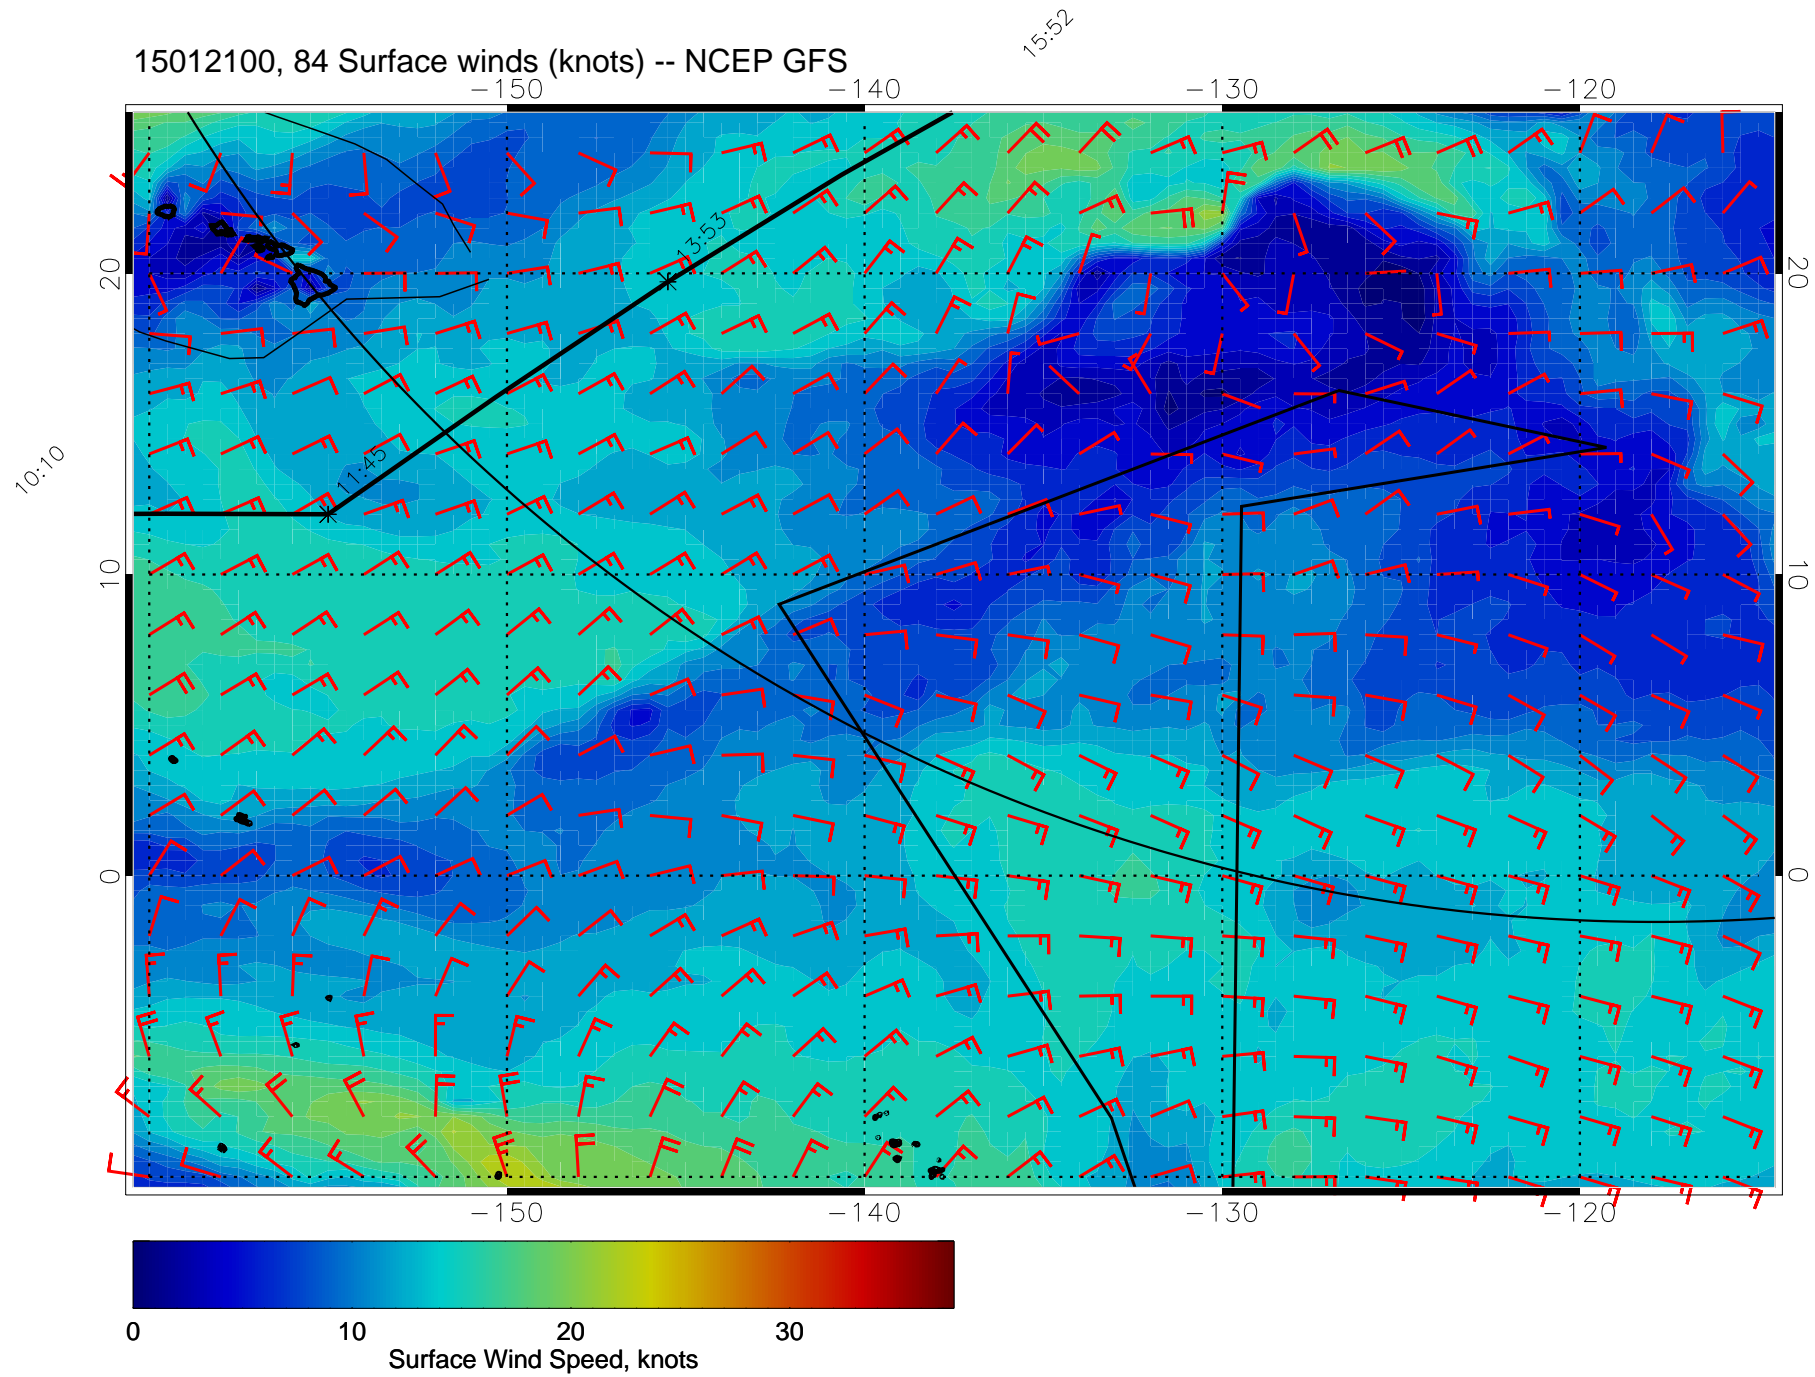 15:52
15012100, 84 Surface winds (knots) -- NCEP GFS
-150 -140 -130 -120
13:53
20 20
10:10
11:45
10 10
0 0
-150 -140 -130 -120
0 10 20 30
Surface Wind Speed, knots